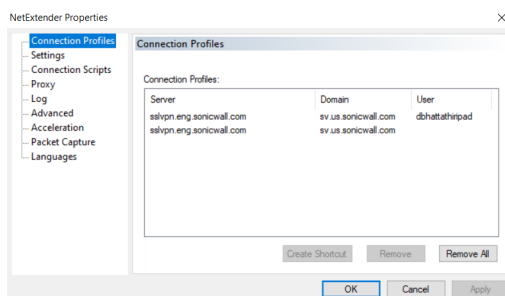 NetExtender Properties
Connection Profiles
Settings
Connection Scripts
Proxy
Log
Advanced
Acceleration
Packet Capture
Languages
Connection Profiles
Connection Profiles:
Server Domain User
sslvpn.eng.sonicwall.com sv.us.sonicwall.com dbhattathiripad
sslvpn.eng.sonicwall.com sv.us.sonicwall.com
Create Shortcut Remove Remove All
OK Cancel Apply